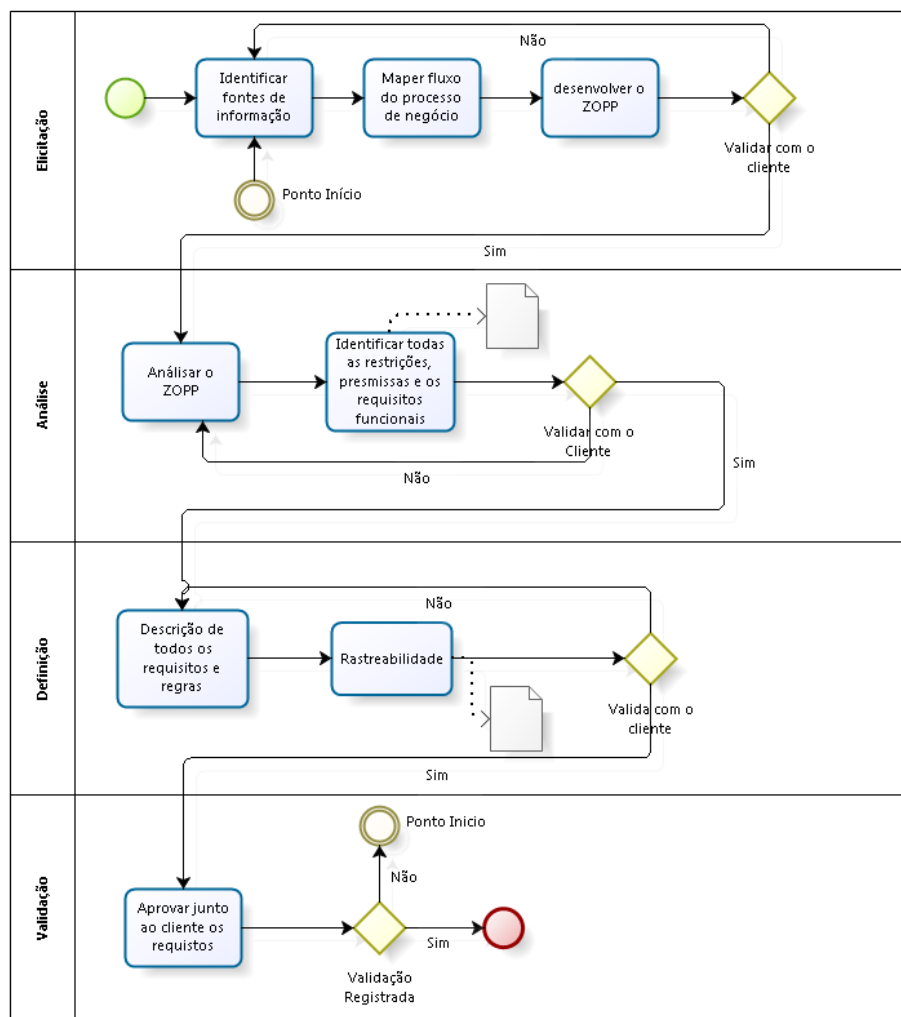 Elicitação
Não
Identificar
fontes de
informação
Maper fluxo
do processo
de negócio
desenvolver o
ZOPP
Validar com o
cliente
Ponto Início
Sim
Análise
Análisar o
ZOPP
Identificar todas
as restrições,
presmissas e os
requisitos
funcionais
Validar com o
Cliente
Não
Sim
Definição
Não
Descrição de
todos os
requisitos e
regras
Rastreabilidade
Valida com o
cliente
Sim
Validação
Ponto Inicio
Não
Aprovar junto
ao cliente os
requistos
Sim
Validação
Registrada